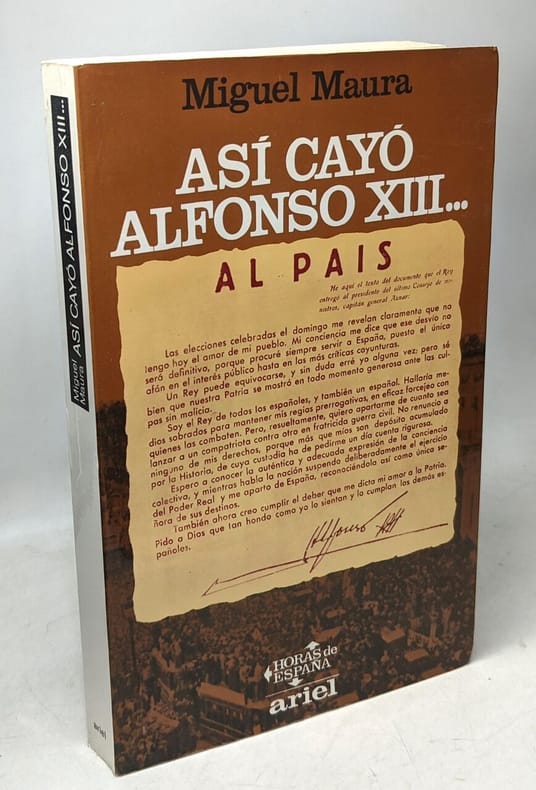 Miguel Maura
ASÍ CAYÓ
ALFONSO XIII...
AL PAIS
He aquí el texto del documento que el Rey
entregó al presidente del último Consejo de mi-
nistros, capitán general Aznar:
Las elecciones celebradas el domingo me revelan claramente que no
tengo hoy el amor de mi pueblo. Mi conciencia me dice que ese desvío no
será definitivo, porque procuré siempre servir a España, puesto el único
afán en el interés público hasta en las más críticas coyunturas.
Un Rey puede equivocarse, y sin duda erré yo alguna vez; pero sé
bien que nuestra Patria se mostró en todo momento generosa ante las cul-
pas sin malicia.
Soy el Rey de todos los españoles, y también un español. Hallaría me-
dios sobrados para mantener mis regias prerrogativas, en eficaz forcejeo con
quienes las combaten. Pero, resueltamente, quiero apartarme de cuanto sea
lanzar a un compatriota contra otro en fratricida guerra civil. No renuncio a
ninguno de mis derechos, porque más que míos son depósito acumulado
por la Historia, de cuya custodia ha de pedirme un día cuenta rigurosa.
Espero a conocer la auténtica y adecuada expresión de la conciencia
colectiva, y mientras habla la nación suspendo deliberadamente el ejercicio
del Poder Real y me aparto de España, reconociéndola así como única se-
ñora de sus destinos.
También ahora creo cumplir el deber que me dicta mi amor a la Patria.
Pido a Dios que tan hondo como yo lo sientan y lo cumplan los demás es-
pañoles.
HORAS de
ESPAÑA
ariel
Miguel
Maura
ASÍ CAYÓ ALFONSO XIII...
ariel